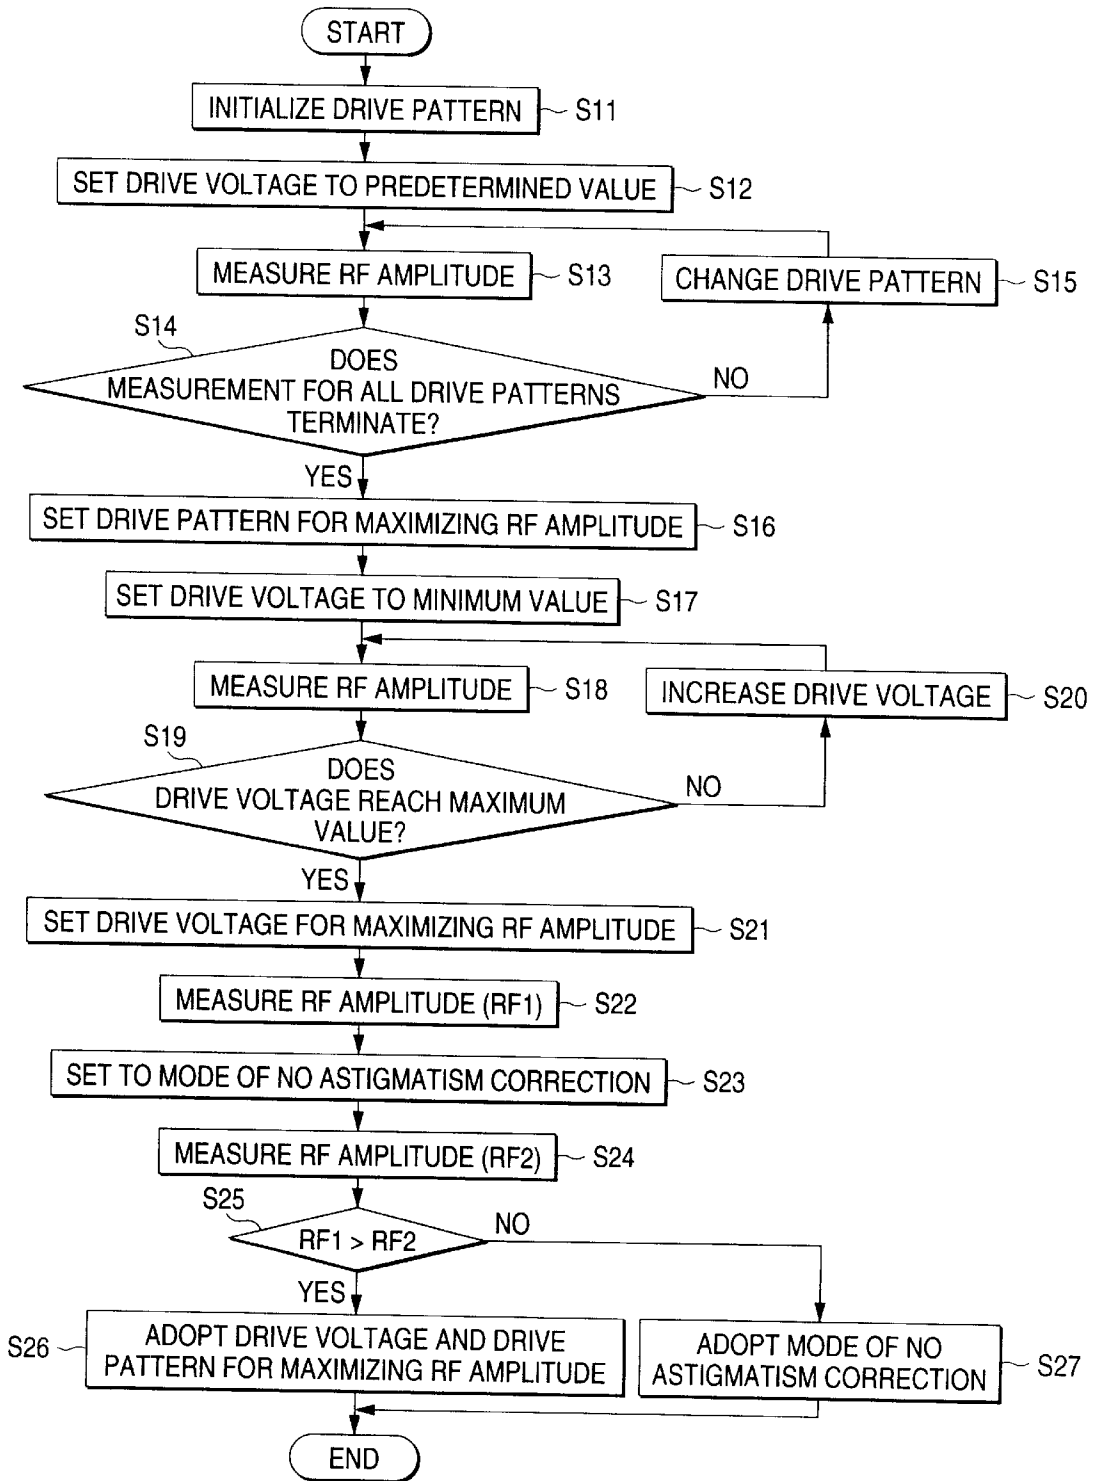 START
INITIALIZE DRIVE PATTERN
S11
SET DRIVE VOLTAGE TO PREDETERMINED VALUE
S12
MEASURE RF AMPLITUDE
S13
CHANGE DRIVE PATTERN
S15
S14
DOES
MEASUREMENT FOR ALL DRIVE PATTERNS
TERMINATE?
NO
YES
SET DRIVE PATTERN FOR MAXIMIZING RF AMPLITUDE
S16
SET DRIVE VOLTAGE TO MINIMUM VALUE
S17
MEASURE RF AMPLITUDE
S18
INCREASE DRIVE VOLTAGE
S20
S19
DOES
DRIVE VOLTAGE REACH MAXIMUM
VALUE?
NO
YES
SET DRIVE VOLTAGE FOR MAXIMIZING RF AMPLITUDE
S21
MEASURE RF AMPLITUDE (RF1)
S22
SET TO MODE OF NO ASTIGMATISM CORRECTION
S23
MEASURE RF AMPLITUDE (RF2)
S24
S25
RF1 > RF2
NO
YES
S26
ADOPT DRIVE VOLTAGE AND DRIVE
PATTERN FOR MAXIMIZING RF AMPLITUDE
ADOPT MODE OF NO
ASTIGMATISM CORRECTION
S27
END